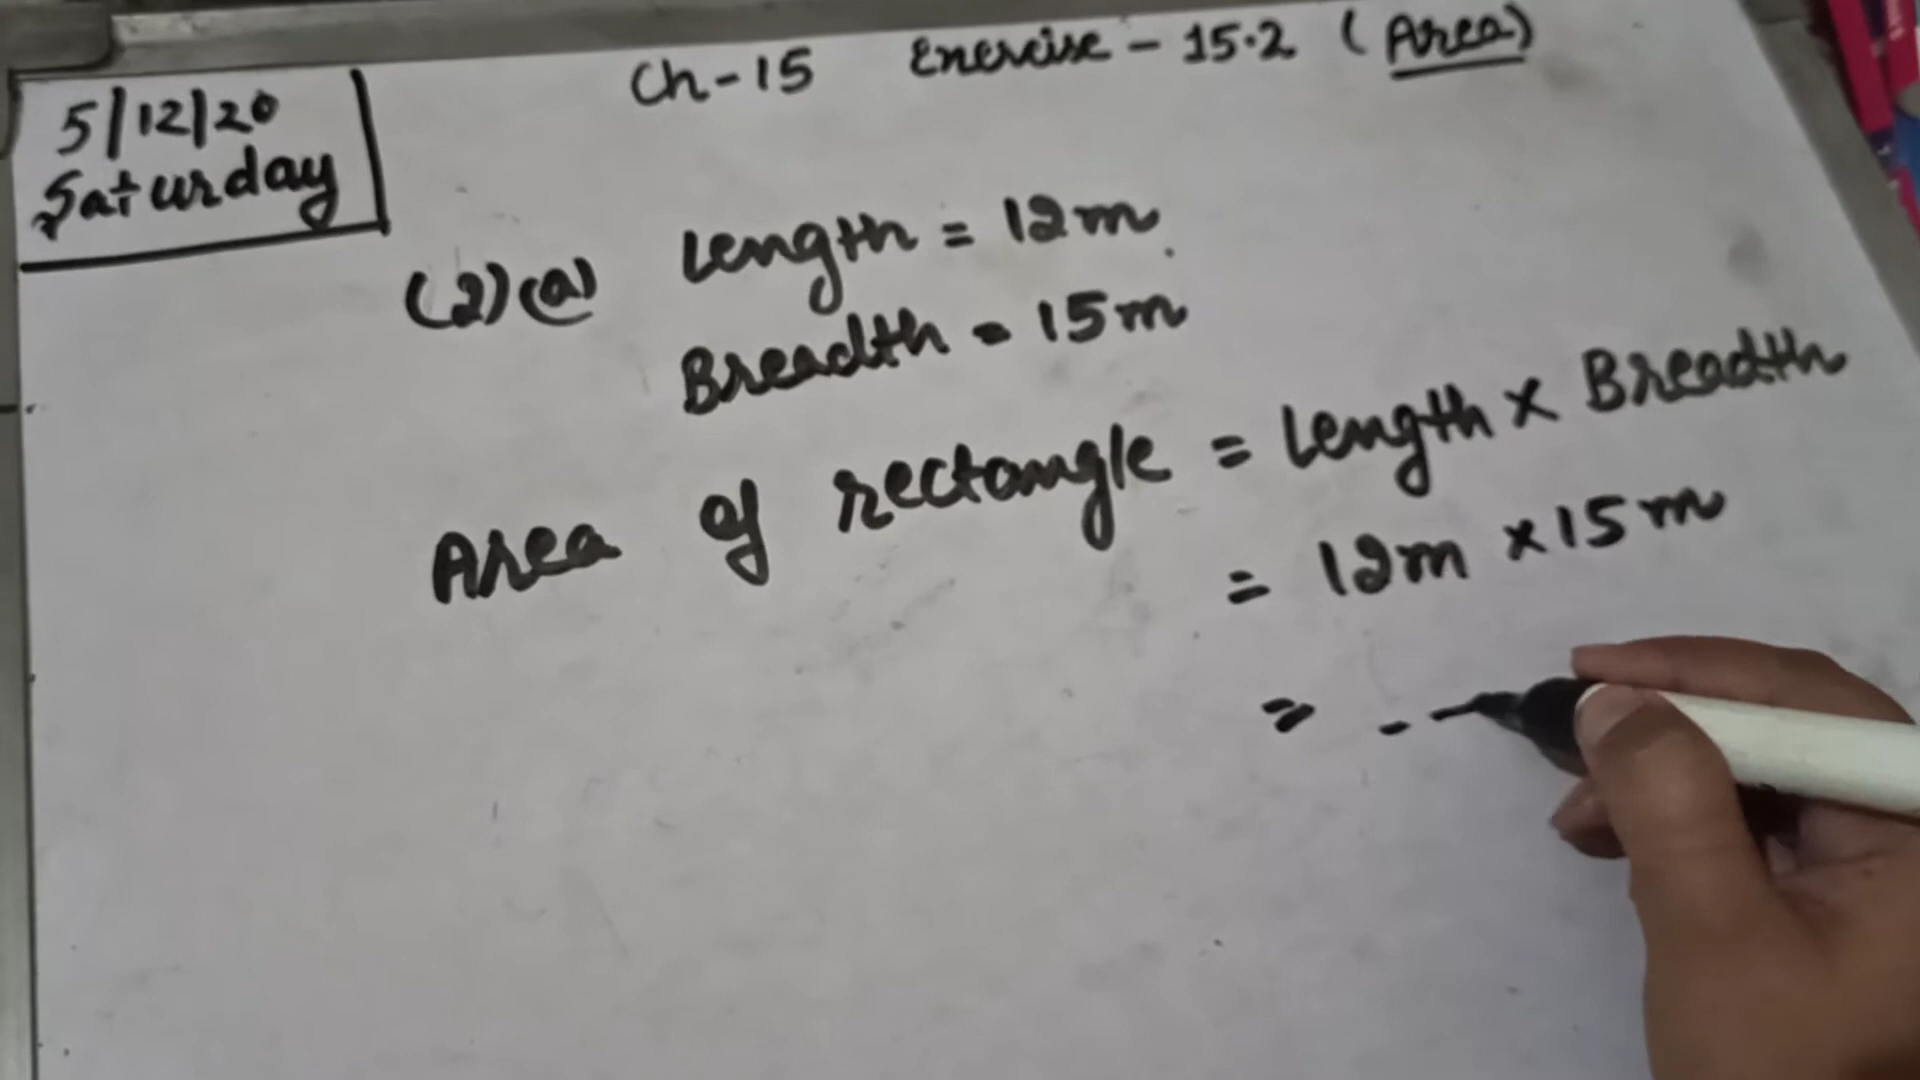 Ch-15 Exercise - 15.2 (Area)
5/12/20
Saturday
(2)(a) Length = 12m
Breadth = 15m
Area of rectangle = Length × Breadth
= 12m × 15m
= - -